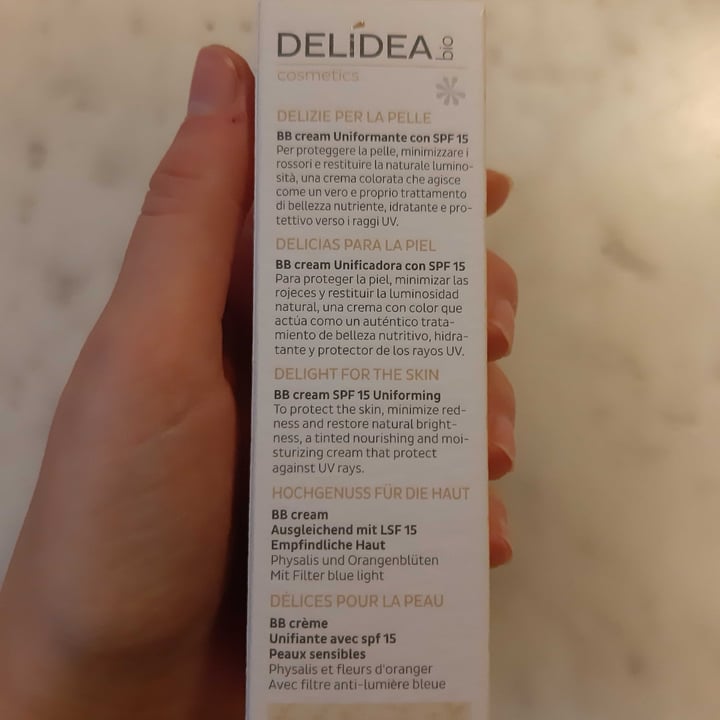 DELÍDEA bio
cosmetics
DELIZIE PER LA PELLE
BB cream Uniformante con SPF 15
Per proteggere la pelle, minimizzare i
rossori e restituire la naturale lumino-
sità, una crema colorata che agisce
come un vero e proprio trattamento
di bellezza nutriente, idratante e pro-
tettivo verso i raggi UV.
DELICIAS PARA LA PIEL
BB cream Unificadora con SPF 15
Para proteger la piel, minimizar las
rojeces y restituir la luminosidad
natural, una crema con color que
actúa como un auténtico trata-
miento de belleza nutritivo, hidra-
tante y protector de los rayos UV.
DELIGHT FOR THE SKIN
BB cream SPF 15 Uniforming
To protect the skin, minimize red-
ness and restore natural bright-
ness, a tinted nourishing and moi-
sturizing cream that protect
against UV rays.
HOCHGENUSS FÜR DIE HAUT
BB cream
Ausgleichend mit LSF 15
Empfindliche Haut
Physalis und Orangenblüten
Mit Filter blue light
DÉLICES POUR LA PEAU
BB crème
Unifiante avec spf 15
Peaux sensibles
Physalis et fleurs d'oranger
Avec filtre anti-lumière bleue